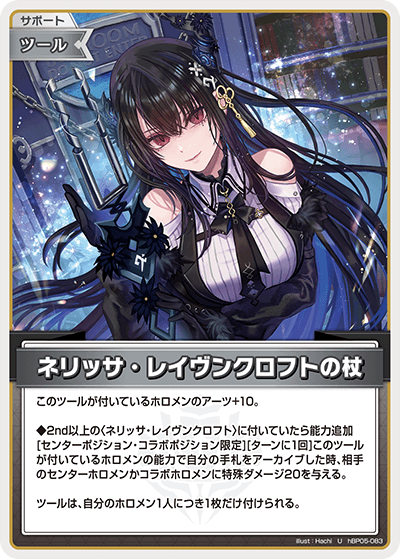 サポート
ツール
ネリッサ・レイヴンクロフトの杖
このツールが付いているホロメンのアーツ+10。
◆2nd以上の〈ネリッサ・レイヴンクロフト〉に付いていたら能力追加
[センターポジション・コラボポジション限定][ターンに1回]このツール
が付いているホロメンの能力で自分の手札をアーカイブした時、相手
のセンターホロメンかコラボホロメンに特殊ダメージ20を与える。
ツールは、自分のホロメン1人につき1枚だけ付けられる。
illust : Hachi U hBP05-083